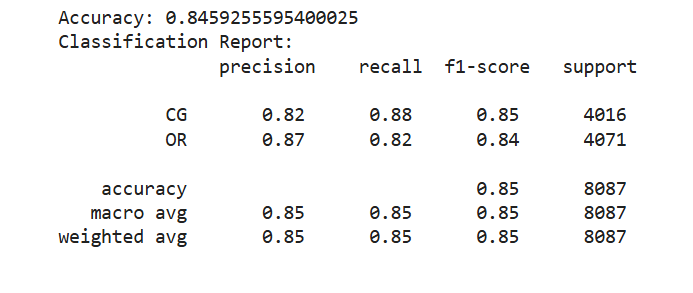 Accuracy: 0.8459255595400025
Classification Report:
precision recall f1-score support
CG 0.82 0.88 0.85 4016
OR 0.87 0.82 0.84 4071
accuracy 0.85 8087
macro avg 0.85 0.85 0.85 8087
weighted avg 0.85 0.85 0.85 8087